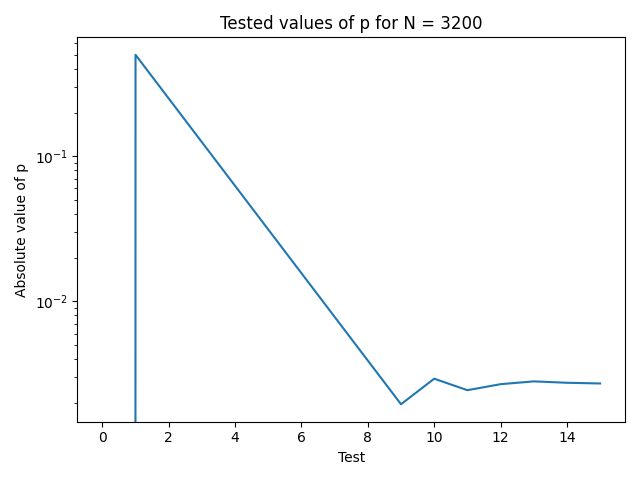 Tested values of p for N = 3200
Absolute value of p
10⁻¹
10⁻²
0 2 4 6 8 10 12 14
Test